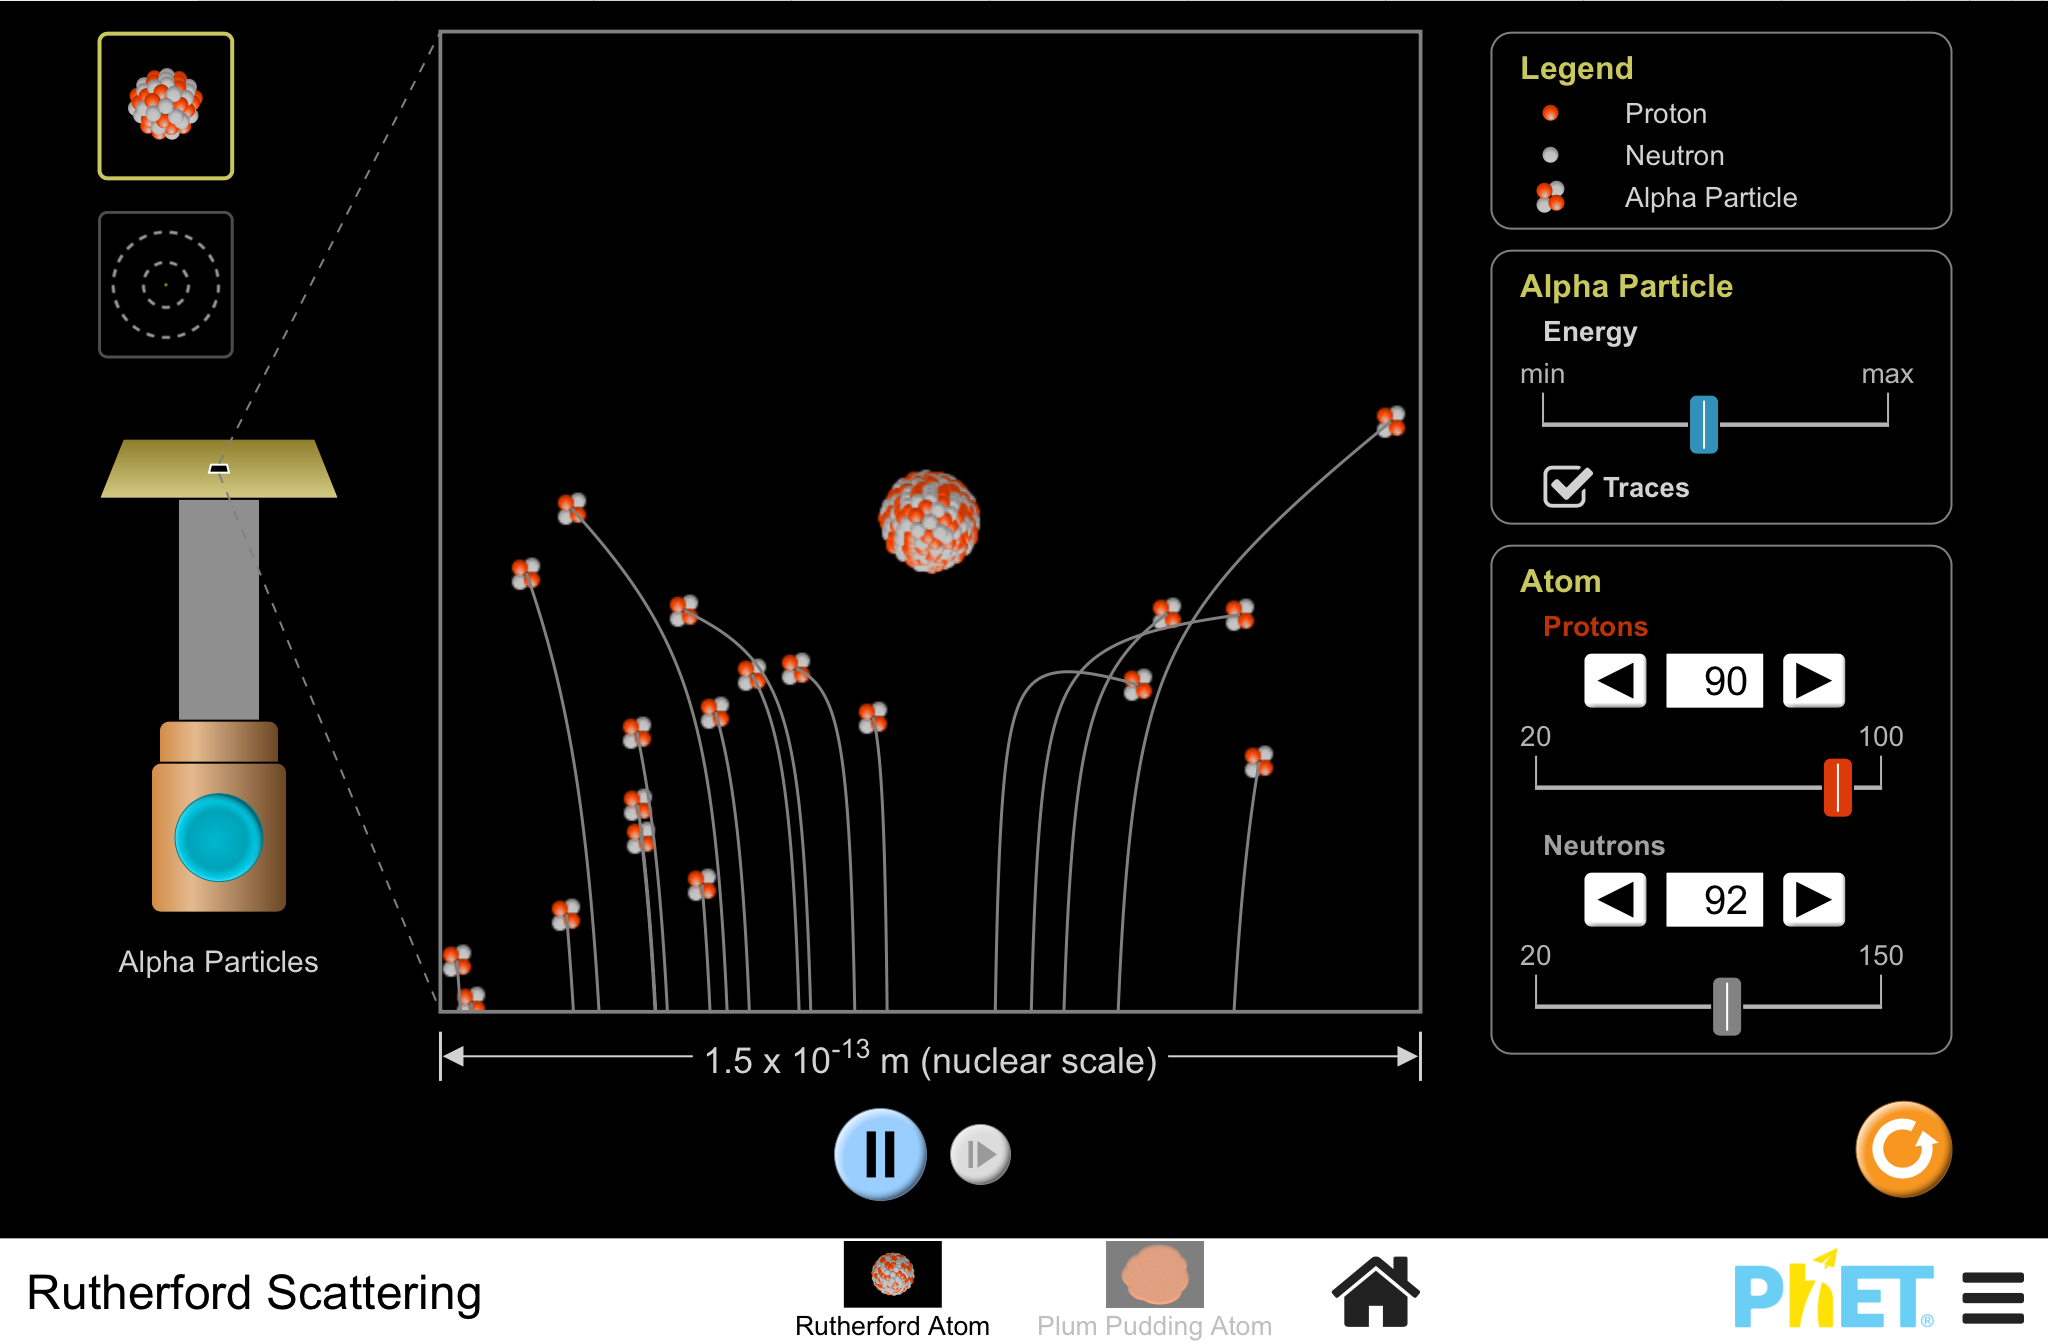 Legend
Proton
Neutron
Alpha Particle
Alpha Particle
Energy
min max
Traces
Atom
Protons
90
20 100
Neutrons
92
20 150
Alpha Particles
1.5 x 10⁻¹³ m (nuclear scale)
Rutherford Scattering
Rutherford Atom
Plum Pudding Atom
PhET®